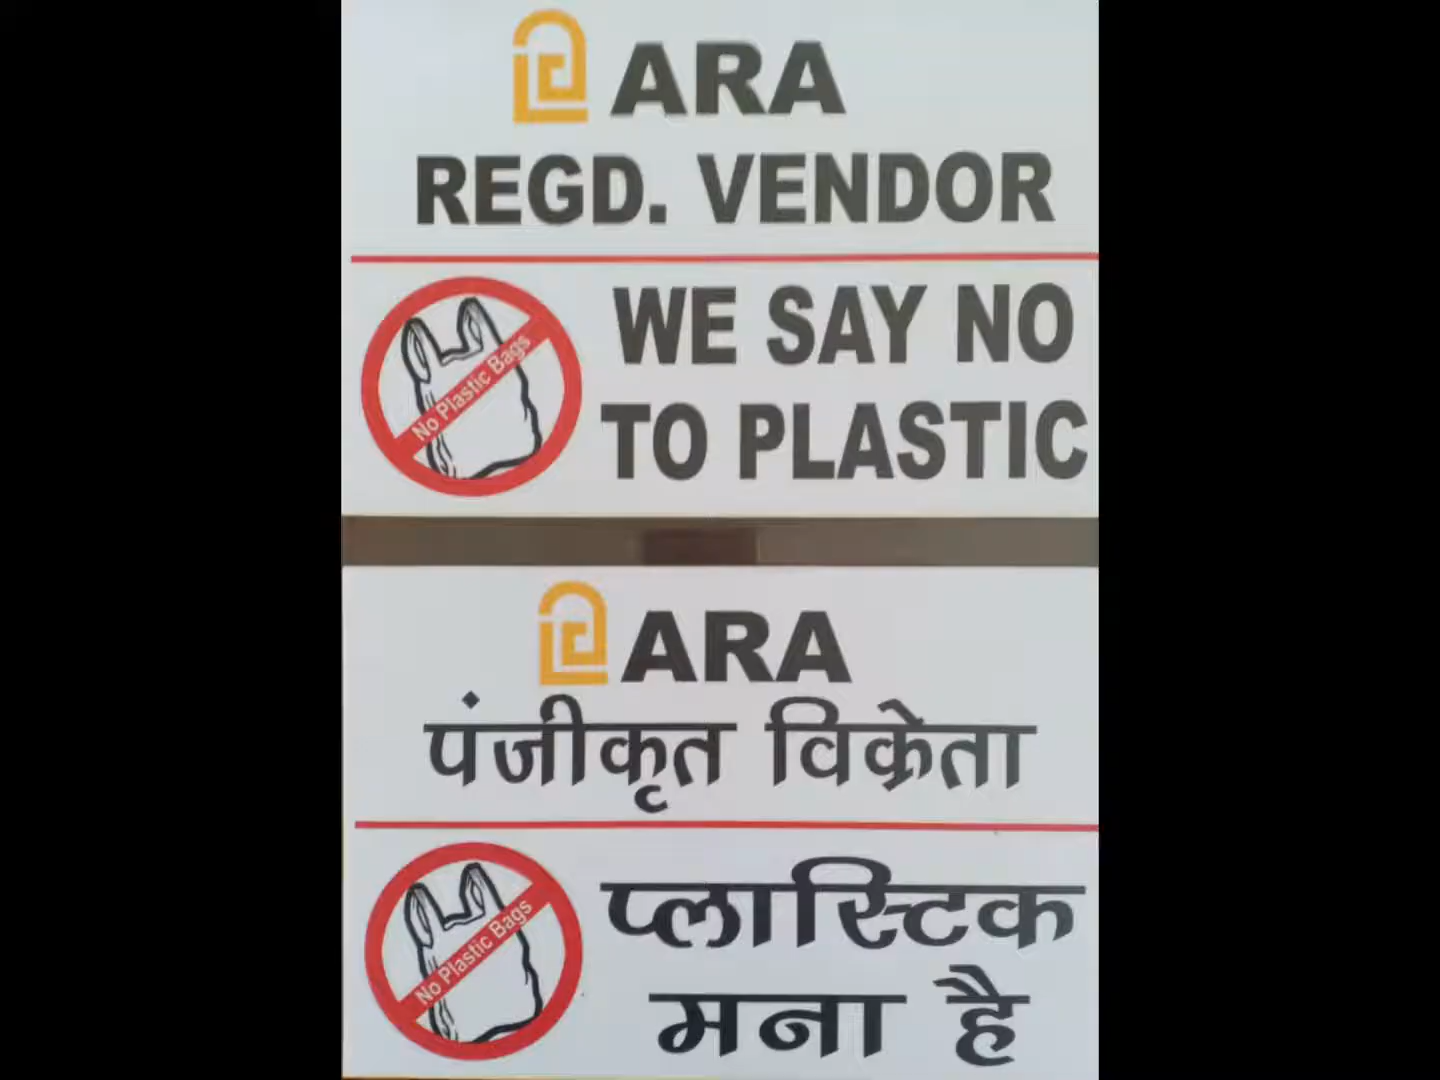 ARA
REGD. VENDOR
No Plastic Bags
WE SAY NO
TO PLASTIC
ARA
पंजीकृत विक्रेता
No Plastic Bags
प्लास्टिक
मना है